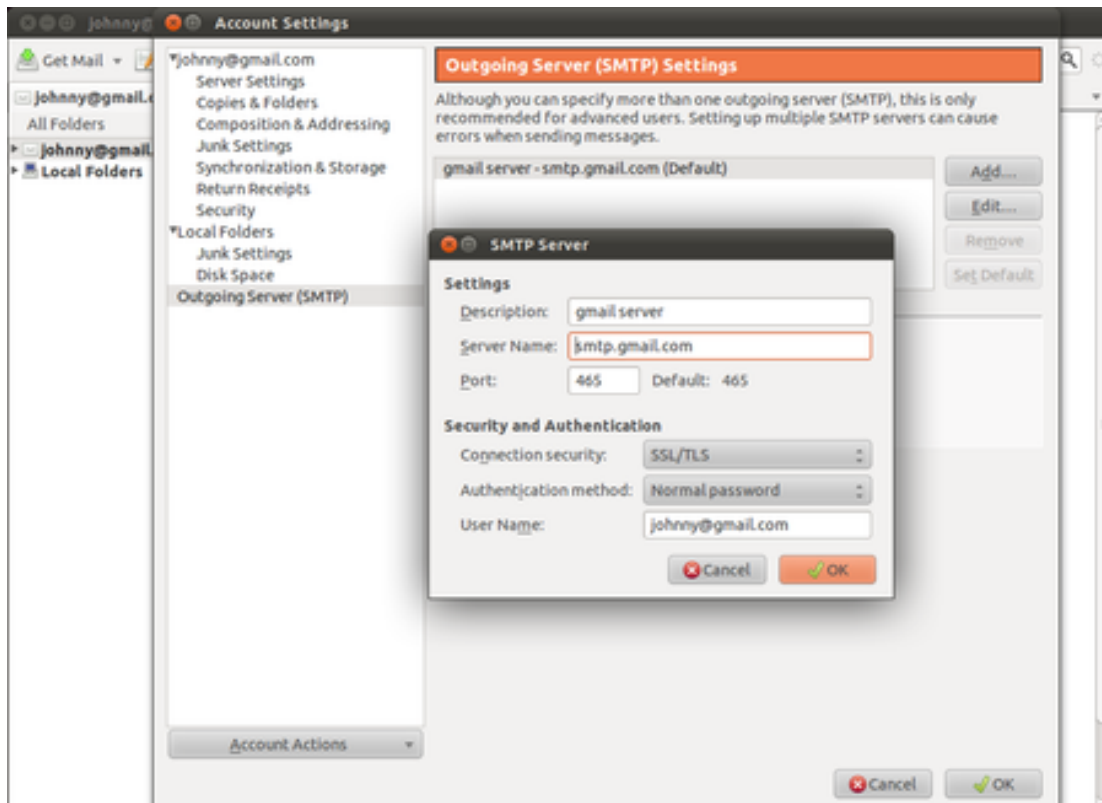 johnny@
Account Settings
Get Mail
johnny@gmail.c
All Folders
johnny@gmail.
Local Folders
johnny@gmail.com
Server Settings
Copies & Folders
Composition & Addressing
Junk Settings
Synchronization & Storage
Return Receipts
Security
Local Folders
Junk Settings
Disk Space
Outgoing Server (SMTP)
Account Actions
Outgoing Server (SMTP) Settings
Although you can specify more than one outgoing server (SMTP), this is only
recommended for advanced users. Setting up multiple SMTP servers can cause
errors when sending messages.
gmail server - smtp.gmail.com (Default)
Add...
Edit...
Remove
Set Default
SMTP Server
Settings
Description: gmail server
Server Name: smtp.gmail.com
Port: 465 Default: 465
Security and Authentication
Connection security: SSL/TLS
Authentication method: Normal password
User Name: johnny@gmail.com
Cancel OK
Cancel OK